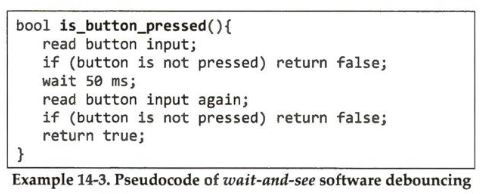 bool is_button_pressed(){
read button input;
if (button is not pressed) return false;
wait 50 ms;
read button input again;
if (button is not pressed) return false;
return true;
}
Example 14-3. Pseudocode of wait-and-see software debouncing